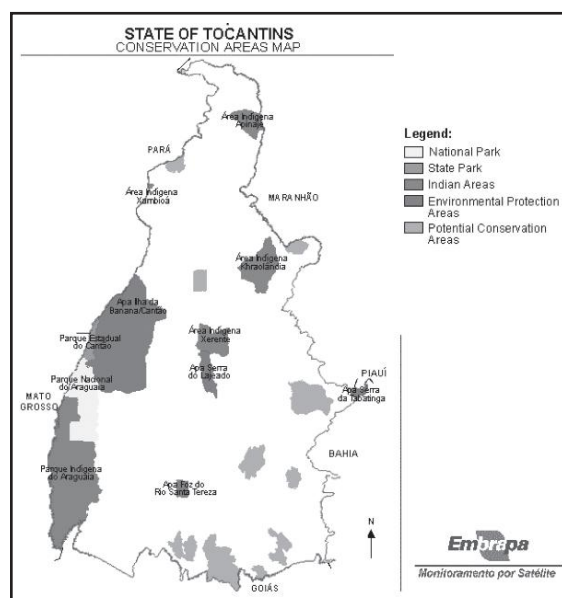 STATE OF TOCANTINS
CONSERVATION AREAS MAP
Área Indígena
Apinajé
PARÁ
Área Indígena
Xambioá
MARANHÃO
Área Indígena
Khraolândia
Apa Ilha da
Banana/Cantão
Parque Estadual
do Cantão
Área Indígena
Xerente
Apa Serra
do Lajeado
Parque Nacional
do Araguaia
MATO
GROSSO
PIAUÍ
Apa Serra
da Tabatinga
BAHIA
Parque Indígena
do Araguaia
Apa Foz do
Rio Santa Tereza
GOIÁS
N
Legend:
National Park
State Park
Indian Areas
Environmental Protection
Areas
Potential Conservation
Areas
Embrapa
Monitoramento por Satélite